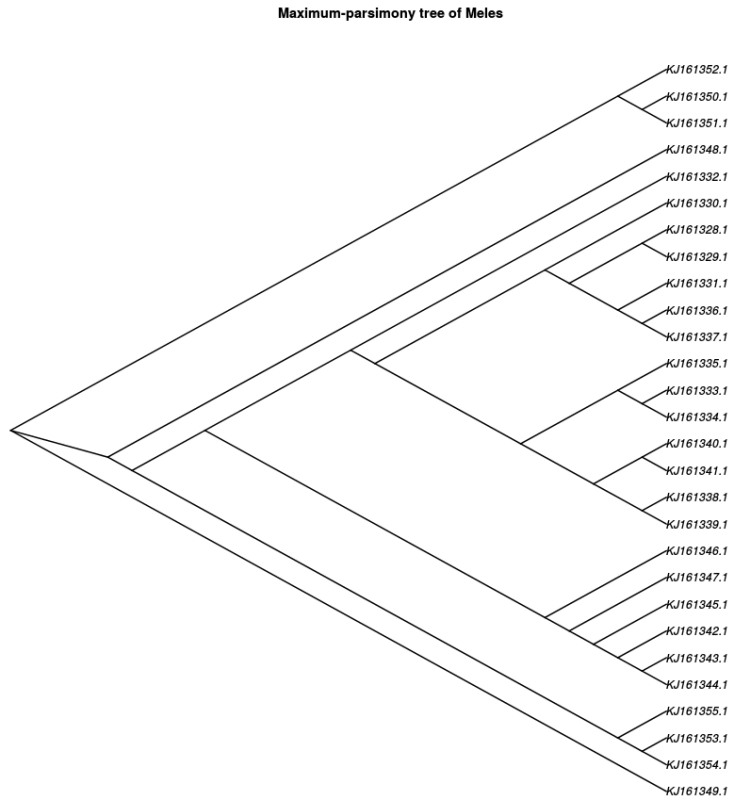 Maximum-parsimony tree of Meles
KJ161352.1
KJ161350.1
KJ161351.1
KJ161348.1
KJ161332.1
KJ161330.1
KJ161328.1
KJ161329.1
KJ161331.1
KJ161336.1
KJ161337.1
KJ161335.1
KJ161333.1
KJ161334.1
KJ161340.1
KJ161341.1
KJ161338.1
KJ161339.1
KJ161346.1
KJ161347.1
KJ161345.1
KJ161342.1
KJ161343.1
KJ161344.1
KJ161355.1
KJ161353.1
KJ161354.1
KJ161349.1